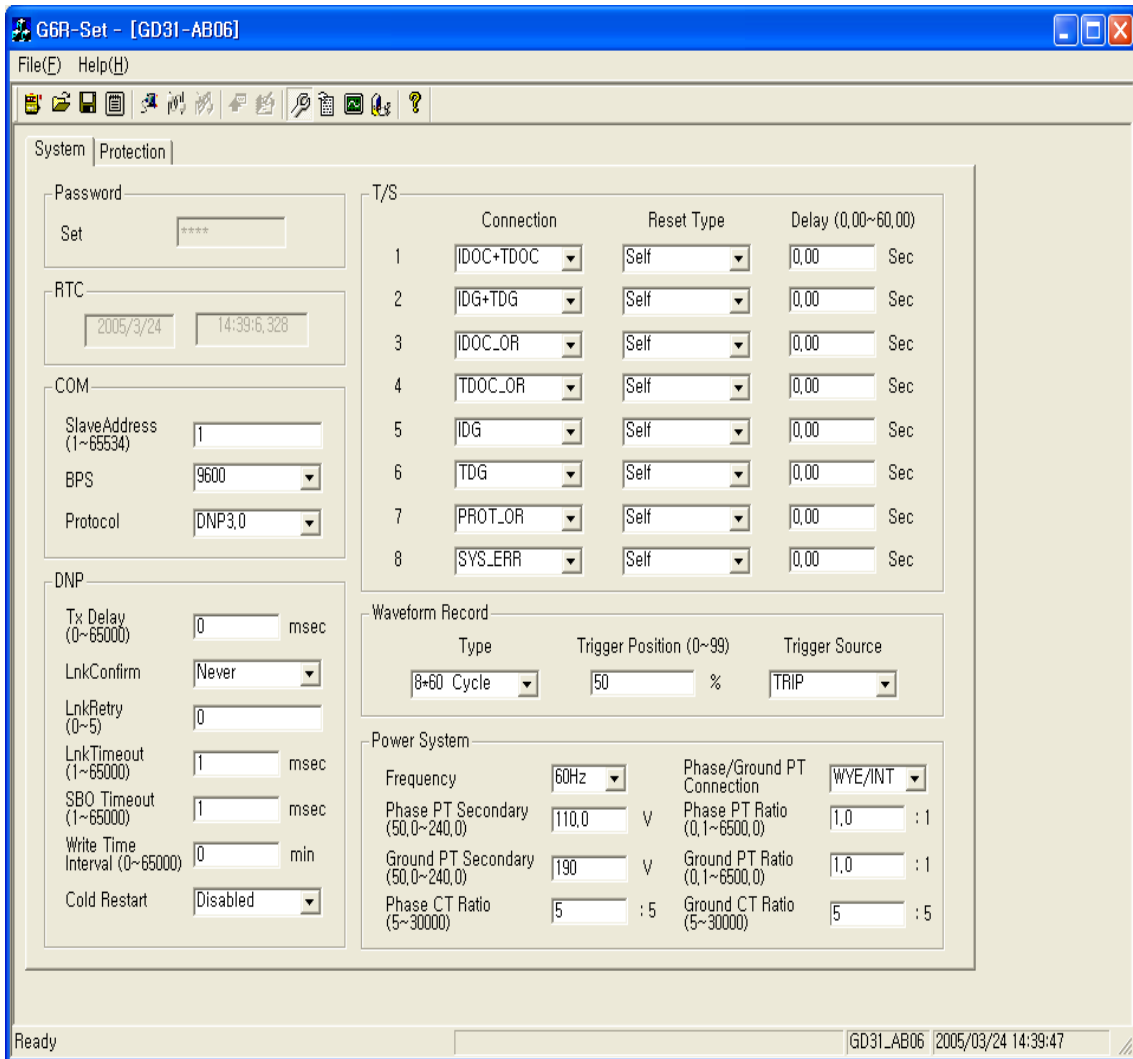 G6R-Set - [GD31-AB06]
File(F) Help(H)
System Protection
Password
Set ****
RTC
2005/3/24 14:39:6,328
COM
SlaveAddress
(1~65534) 1
BPS 9600
Protocol DNP3,0
DNP
Tx Delay
(0~65000) 0 msec
LnkConfirm Never
LnkRetry
(0~5) 0
LnkTimeout
(1~65000) 1 msec
SBO Timeout
(1~65000) 1 msec
Write Time
Interval (0~65000) 0 min
Cold Restart Disabled
T/S
Connection Reset Type Delay (0,00~60,00)
1 IDOC+TDOC Self 0,00 Sec
2 IDG+TDG Self 0,00 Sec
3 IDOC_OR Self 0,00 Sec
4 TDOC_OR Self 0,00 Sec
5 IDG Self 0,00 Sec
6 TDG Self 0,00 Sec
7 PROT_OR Self 0,00 Sec
8 SYS_ERR Self 0,00 Sec
Waveform Record
Type Trigger Position (0~99) Trigger Source
8*60 Cycle 50 % TRIP
Power System
Frequency 60Hz Phase/Ground PT
Connection WYE/INT
Phase PT Secondary
(50,0~240,0) 110,0 V Phase PT Ratio
(0,1~6500,0) 1,0 : 1
Ground PT Secondary
(50,0~240,0) 190 V Ground PT Ratio
(0,1~6500,0) 1,0 : 1
Phase CT Ratio
(5~30000) 5 : 5 Ground CT Ratio
(5~30000) 5 : 5
Ready GD31_AB06 2005/03/24 14:39:47